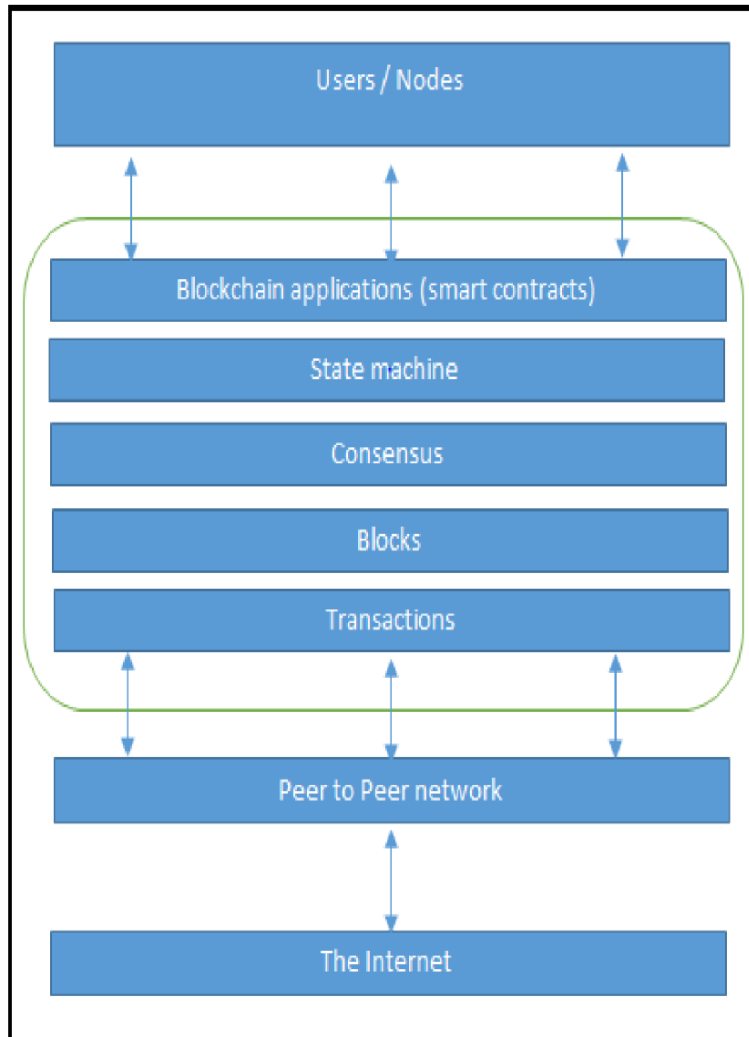 Users / Nodes
Blockchain applications (smart contracts)
State machine
Consensus
Blocks
Transactions
Peer to Peer network
The Internet